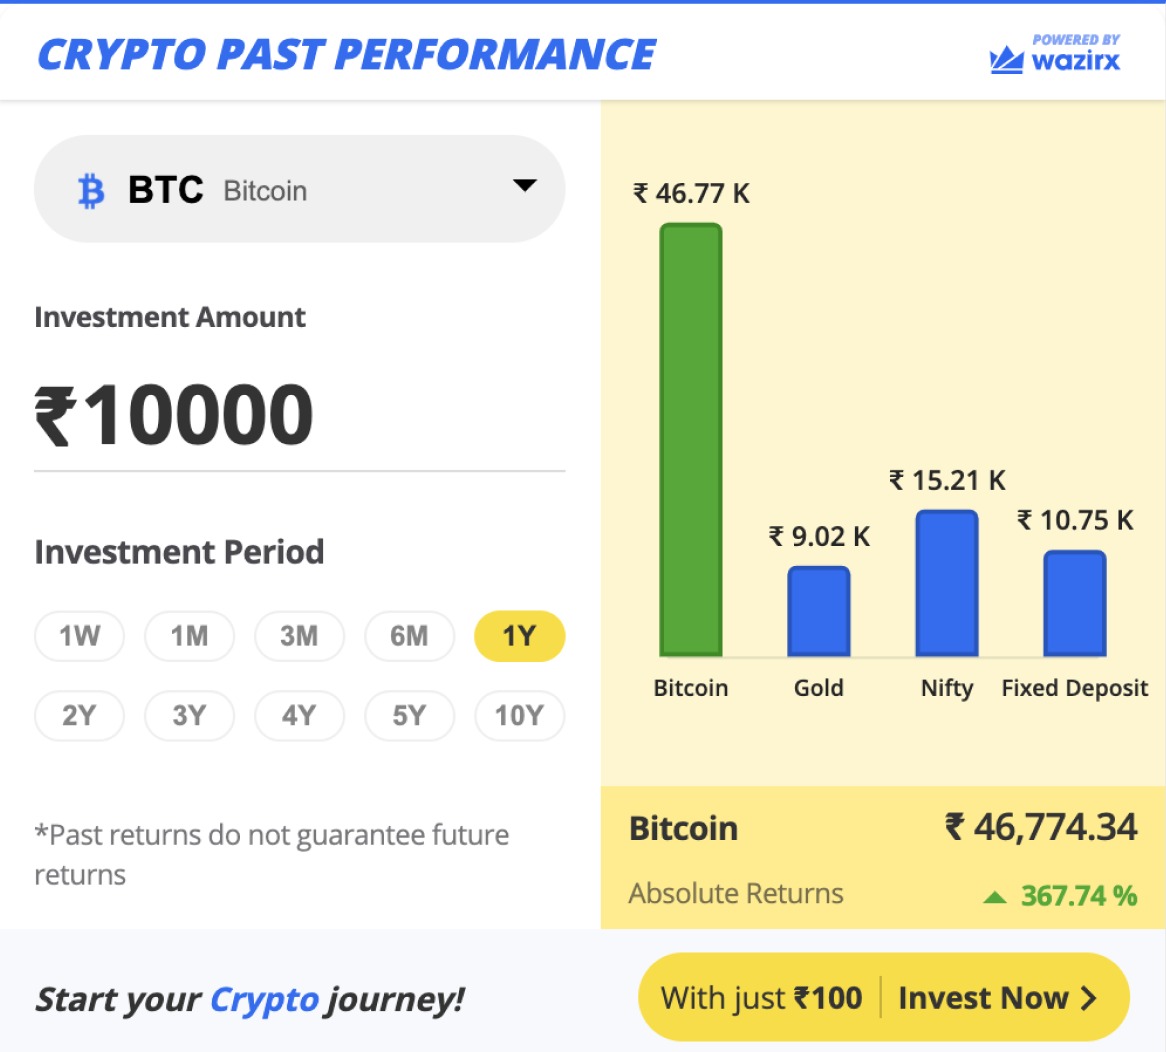 CRYPTO PAST PERFORMANCE
POWERED BY
wazirx
BTC Bitcoin
Investment Amount
₹10000
Investment Period
1W 1M 3M 6M 1Y
2Y 3Y 4Y 5Y 10Y
*Past returns do not guarantee future
returns
₹ 46.77 K
₹ 9.02 K
₹ 15.21 K
₹ 10.75 K
Bitcoin Gold Nifty Fixed Deposit
Bitcoin ₹ 46,774.34
Absolute Returns ▲ 367.74 %
Start your Crypto journey!
With just ₹100 | Invest Now >